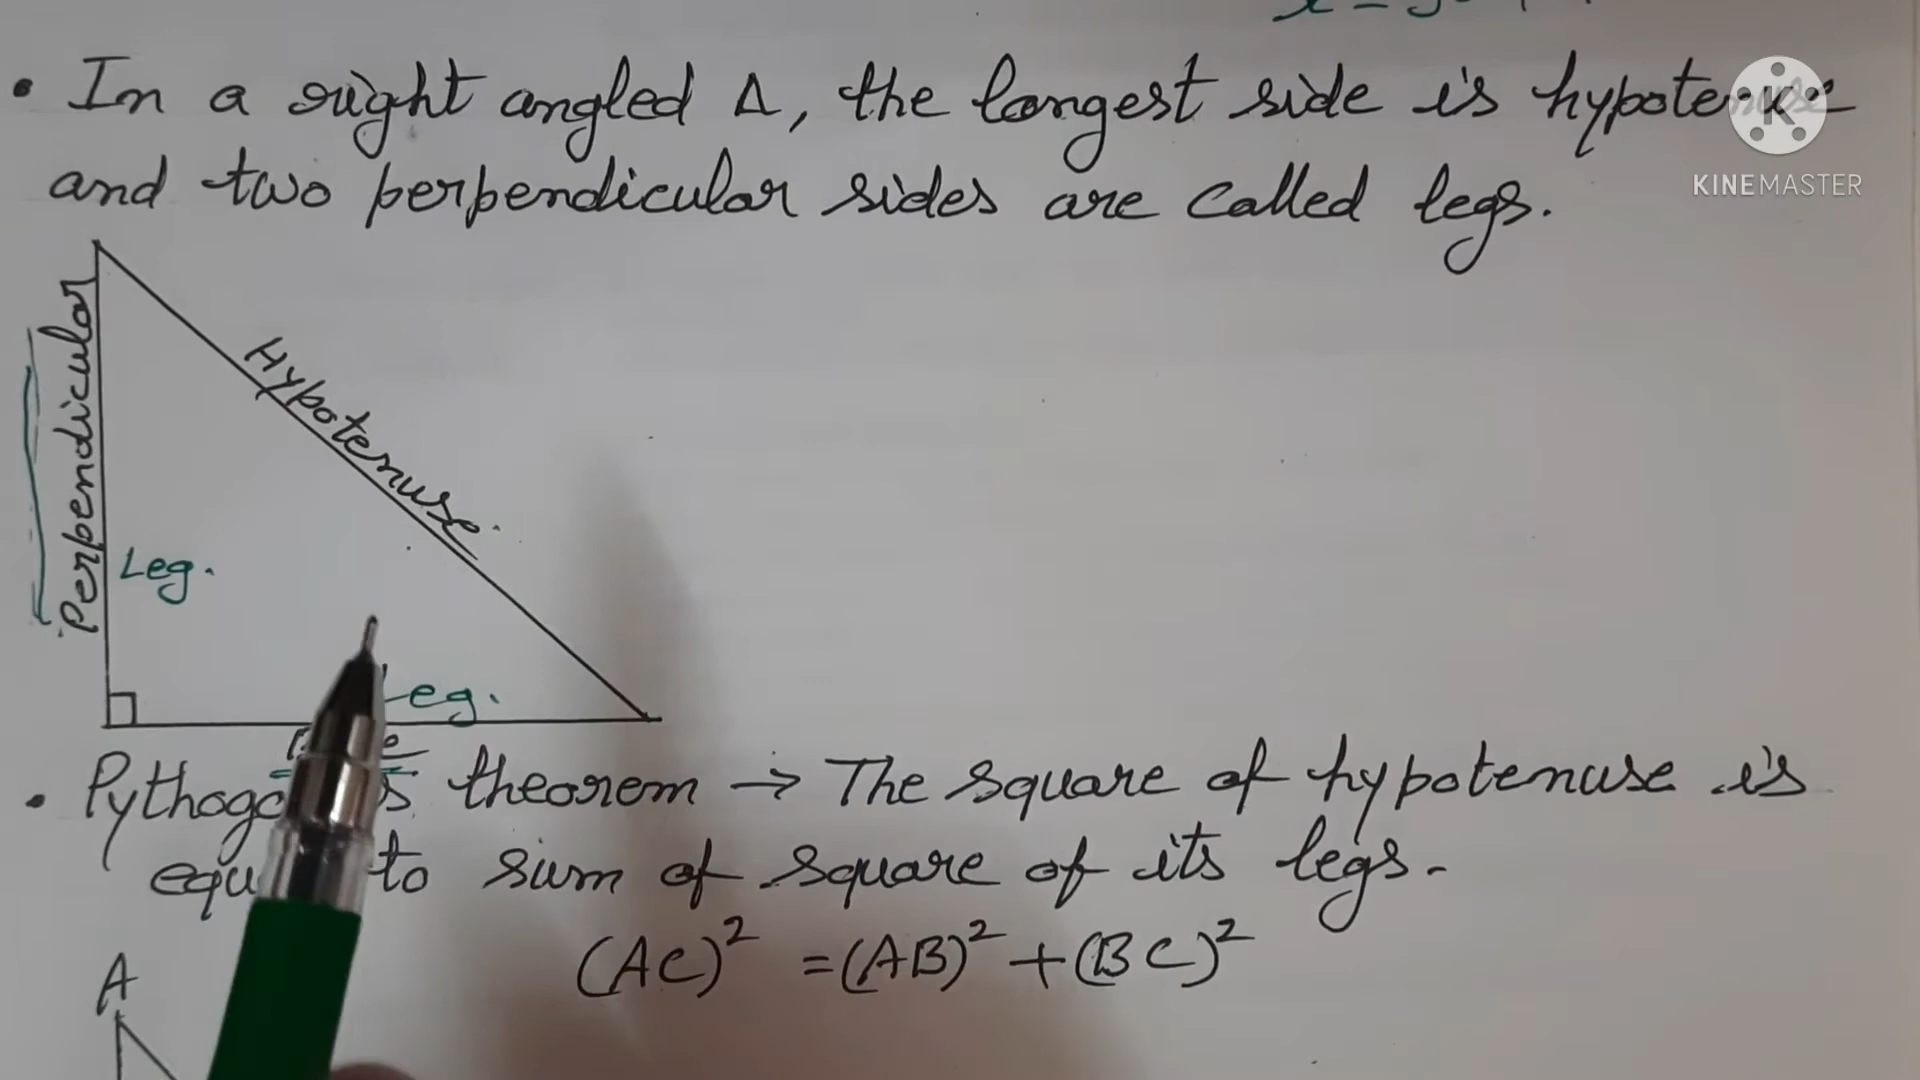 • In a right angled Δ, the longest side is hypotenuse
and two perpendicular sides are called legs.
KINEMASTER
Perpendicular
Hypotenuse.
Leg.
Leg.
• theorem → The square of hypotenuse is
to sum of square of its legs.
(AC)² = (AB)² + (BC)²
A